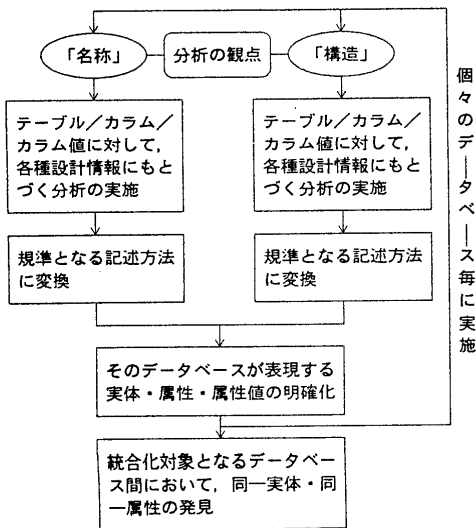 「名称」
分析の観点
「構造」
テーブル／カラム／
カラム値に対して，
各種設計情報にもと
づく分析の実施
テーブル／カラム／
カラム値に対して，
各種設計情報にもと
づく分析の実施
規準となる記述方法
に変換
規準となる記述方法
に変換
そのデータベースが表現する
実体・属性・属性値の明確化
統合化対象となるデータベー
ス間において，同一実体・同
一属性の発見
個々のデータベース毎に実施